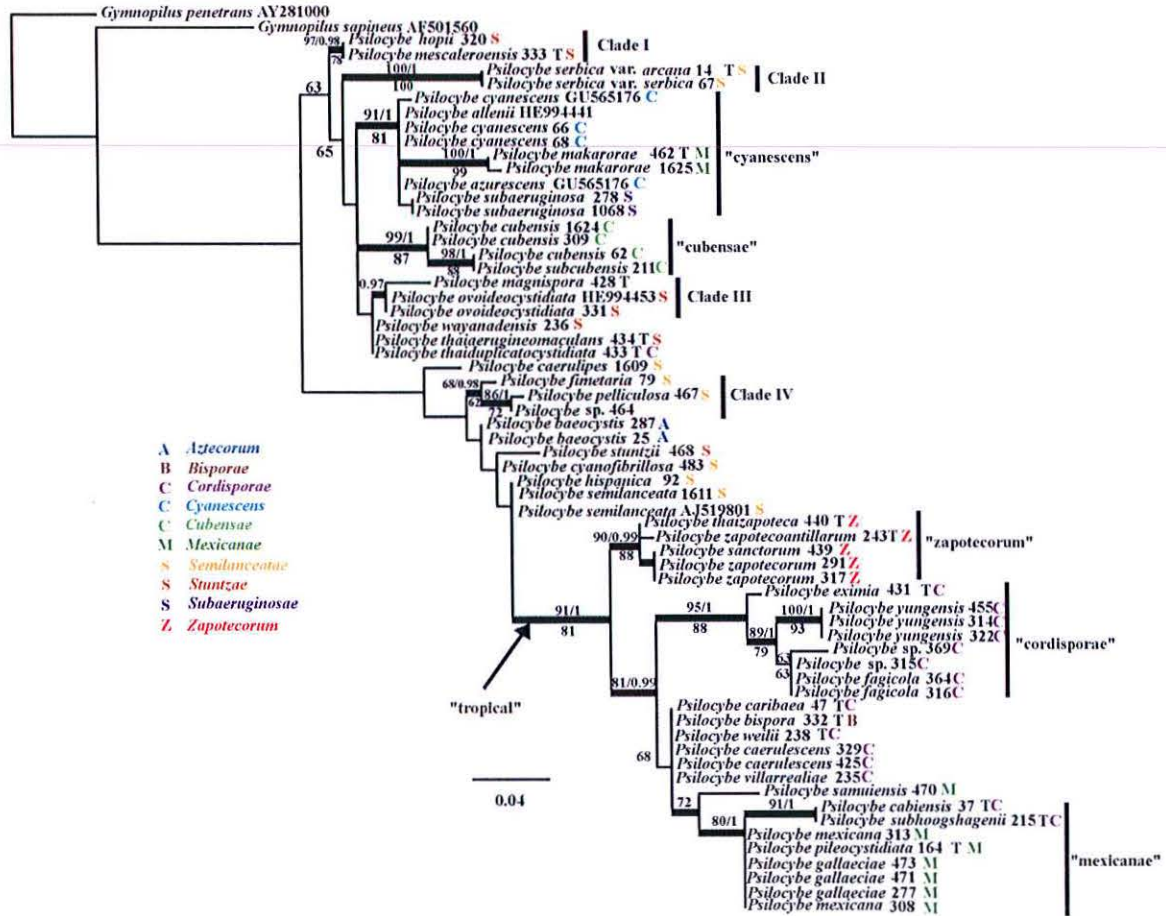 Gymnopilus penetrans AY281000
Gymnopilus sapineus AF501560
97/0.98
Psilocybe hopii 320 S
78
Psilocybe mescaleroensis 333 T S
Clade I
63
100/1
Psilocybe serbica var. arcana 14 T S
100
Psilocybe serbica var. serbica 67 S
Clade II
65
Psilocybe cyanescens GU565176 C
91/1
Psilocybe allenii HE994441
81
Psilocybe cyanescens 66 C
Psilocybe cyanescens 68 C
100/1
Psilocybe makarorae 462 T M
99
Psilocybe makarorae 1625 M
"cyanescens"
Psilocybe azurescens GU565176 C
Psilocybe subaeruginosa 278 S
Psilocybe subaeruginosa 1068 S
Psilocybe cubensis 1624 C
99/1
Psilocybe cubensis 309 C
87
98/1
Psilocybe cubensis 62 C
88
Psilocybe subcubensis 211C
"cubensae"
0.97
Psilocybe magnispora 428 T
Psilocybe ovoideocystidiata HE994453 S
Psilocybe ovoideocystidiata 331 S
Clade III
Psilocybe wayanadensis 236 S
Psilocybe thaiaerugineomaculans 434 T S
Psilocybe thaiduplicatocystidiata 433 T C
Psilocybe caerulipes 1609 S
68/0.98
Psilocybe fimetaria 79 S
62
86/1
Psilocybe pelliculosa 467 S
72
Psilocybe sp. 464
Clade IV
Psilocybe baeocystis 287 A
Psilocybe baeocystis 25 A
Psilocybe stuntzii 468 S
Psilocybe cyanofibrillosa 483 S
Psilocybe hispanica 92 S
Psilocybe semilanceata 1611 S
Psilocybe semilanceata AJ519801 S
A Aztecorum
B Bisporae
C Cordisporae
C Cyanescens
C Cubensae
M Mexicanae
S Semilanceatae
S Stuntzae
S Subaeruginosae
Z Zapotecorum
91/1
81
"tropical"
0.04
90/0.99
88
Psilocybe thaizapoteca 440 T Z
Psilocybe zapotecoantillarum 243T Z
Psilocybe sanctorum 439 Z
Psilocybe zapotecorum 291 Z
Psilocybe zapotecorum 317 Z
"zapotecorum"
81/0.99
95/1
88
Psilocybe eximia 431 TC
100/1
93
Psilocybe yungensis 455C
Psilocybe yungensis 314C
Psilocybe yungensis 322C
89/1
79
63
63
Psilocybe sp. 369C
Psilocybe sp. 315C
Psilocybe fagicola 364C
Psilocybe fagicola 316C
"cordisporae"
68
Psilocybe caribaea 47 TC
Psilocybe bispora 332 T B
Psilocybe weilii 238 TC
Psilocybe caerulescens 329C
Psilocybe caerulescens 425C
Psilocybe villarrealiae 235C
72
Psilocybe samuiensis 470 M
80/1
91/1
Psilocybe cabiensis 37 TC
Psilocybe subhoogshagenii 215TC
Psilocybe mexicana 313 M
Psilocybe pileocystidiata 164 T M
Psilocybe gallaeciae 473 M
Psilocybe gallaeciae 471 M
Psilocybe gallaeciae 277 M
Psilocybe mexicana 308 M
"mexicanae"